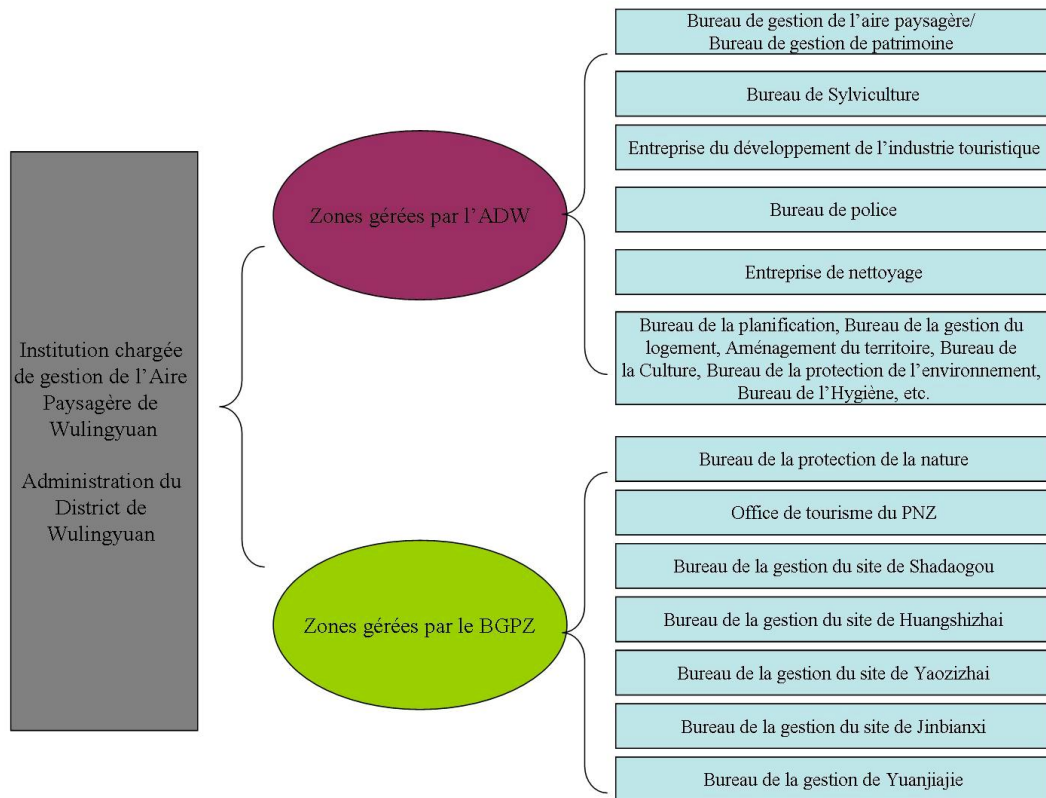 Institution chargée
de gestion de l'Aire
Paysagère de
Wulingyuan
Administration du
District de
Wulingyuan
Zones gérées par l'ADW
Bureau de gestion de l'aire paysagère/
Bureau de gestion de patrimoine
Bureau de Sylviculture
Entreprise du développement de l'industrie touristique
Bureau de police
Entreprise de nettoyage
Bureau de la planification, Bureau de la gestion du
logement, Aménagement du territoire, Bureau de
la Culture, Bureau de la protection de l'environnement,
Bureau de l'Hygiène, etc.
Zones gérées par le BGPZ
Bureau de la protection de la nature
Office de tourisme du PNZ
Bureau de la gestion du site de Shadaogou
Bureau de la gestion du site de Huangshizhai
Bureau de la gestion du site de Yaozizhai
Bureau de la gestion du site de Jinbianxi
Bureau de la gestion de Yuanjiajie